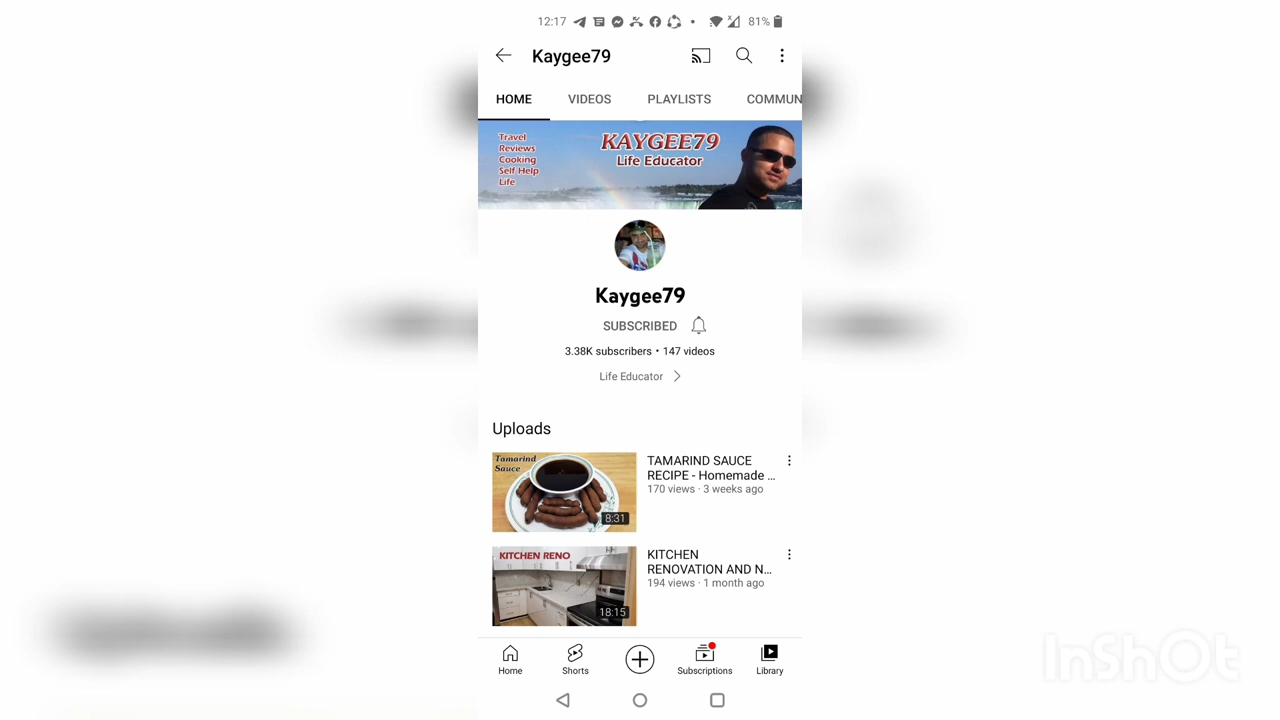 12:17
81%
Kaygee79
HOME VIDEOS PLAYLISTS COMMUN
Travel
Reviews
Cooking
Self Help
Life
KAYGEE79
Life Educator
Kaygee79
SUBSCRIBED
3.38K subscribers • 147 videos
Life Educator
Uploads
Tamarind
Sauce
8:31
TAMARIND SAUCE
RECIPE - Homemade ...
170 views · 3 weeks ago
KITCHEN RENO
18:15
KITCHEN
RENOVATION AND N...
194 views · 1 month ago
Home Shorts Subscriptions Library
InShOt